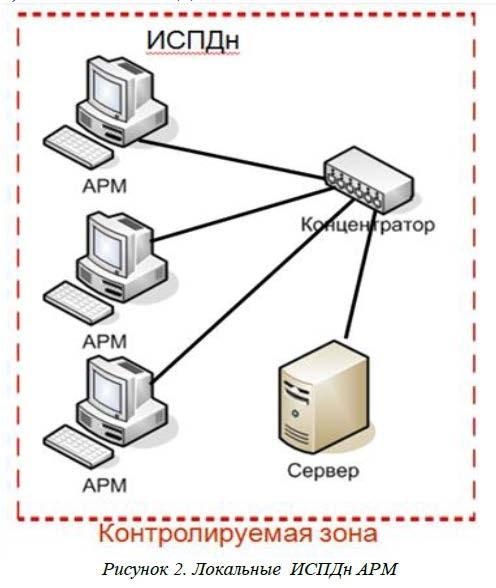 ИСПДн
АРМ
Концентратор
АРМ
АРМ
Сервер
Контролируемая зона
Рисунок 2. Локальные ИСПДн АРМ